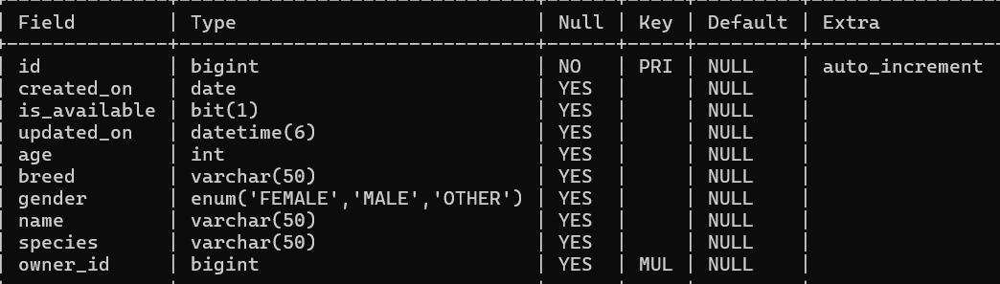 | Field | Type | Null | Key | Default | Extra
| id | bigint | NO | PRI | NULL | auto_increment
| created_on | date | YES | | NULL |
| is_available | bit(1) | YES | | NULL |
| updated_on | datetime(6) | YES | | NULL |
| age | int | YES | | NULL |
| breed | varchar(50) | YES | | NULL |
| gender | enum('FEMALE','MALE','OTHER') | YES | | NULL |
| name | varchar(50) | YES | | NULL |
| species | varchar(50) | YES | | NULL |
| owner_id | bigint | YES | MUL | NULL |